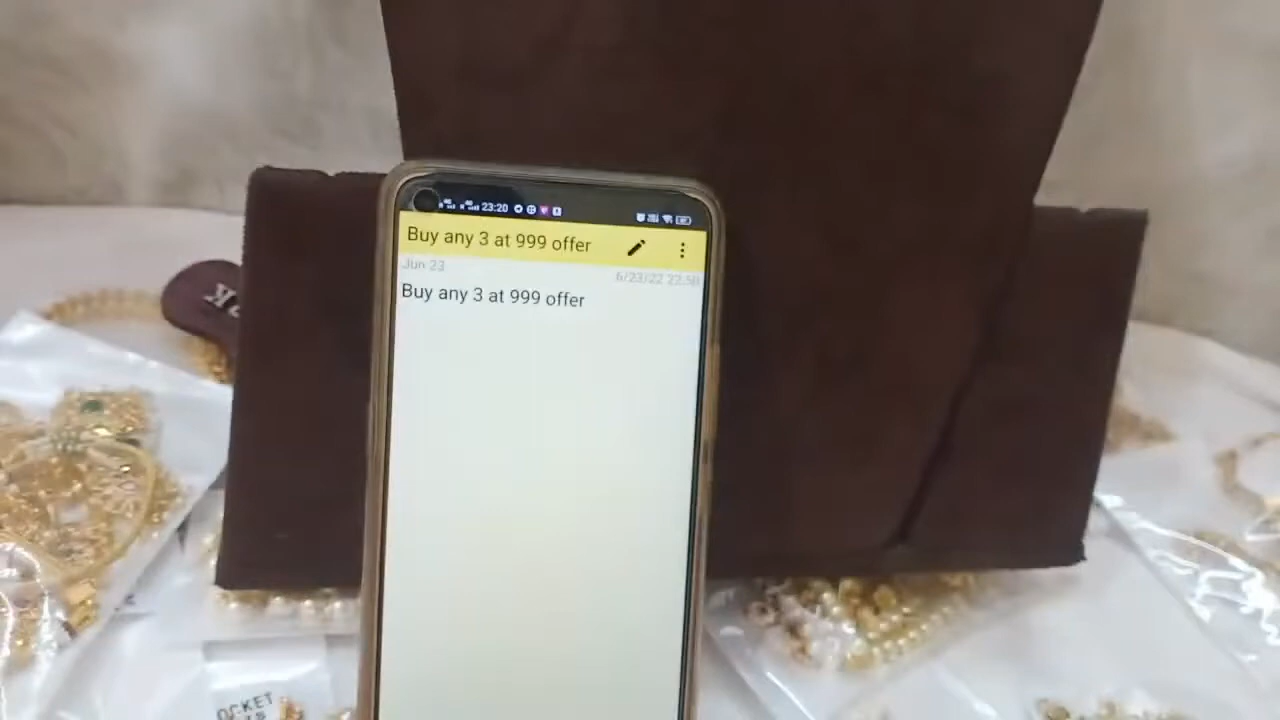 23:20
Buy any 3 at 999 offer
Jun 23
6/23/22 22:50
Buy any 3 at 999 offer
OCKET